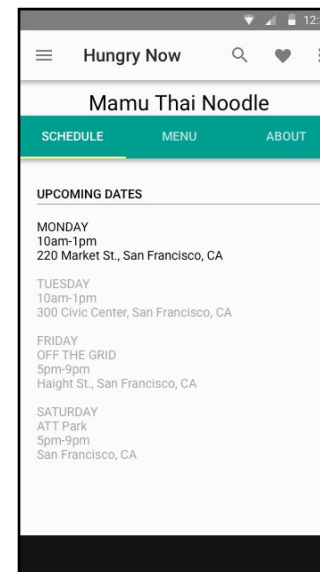 12:
Hungry Now
Mamu Thai Noodle
SCHEDULE MENU ABOUT
UPCOMING DATES
MONDAY
10am-1pm
220 Market St., San Francisco, CA
TUESDAY
10am-1pm
300 Civic Center, San Francisco, CA
FRIDAY
OFF THE GRID
5pm-9pm
Haight St., San Francisco, CA
SATURDAY
ATT Park
5pm-9pm
San Francisco, CA